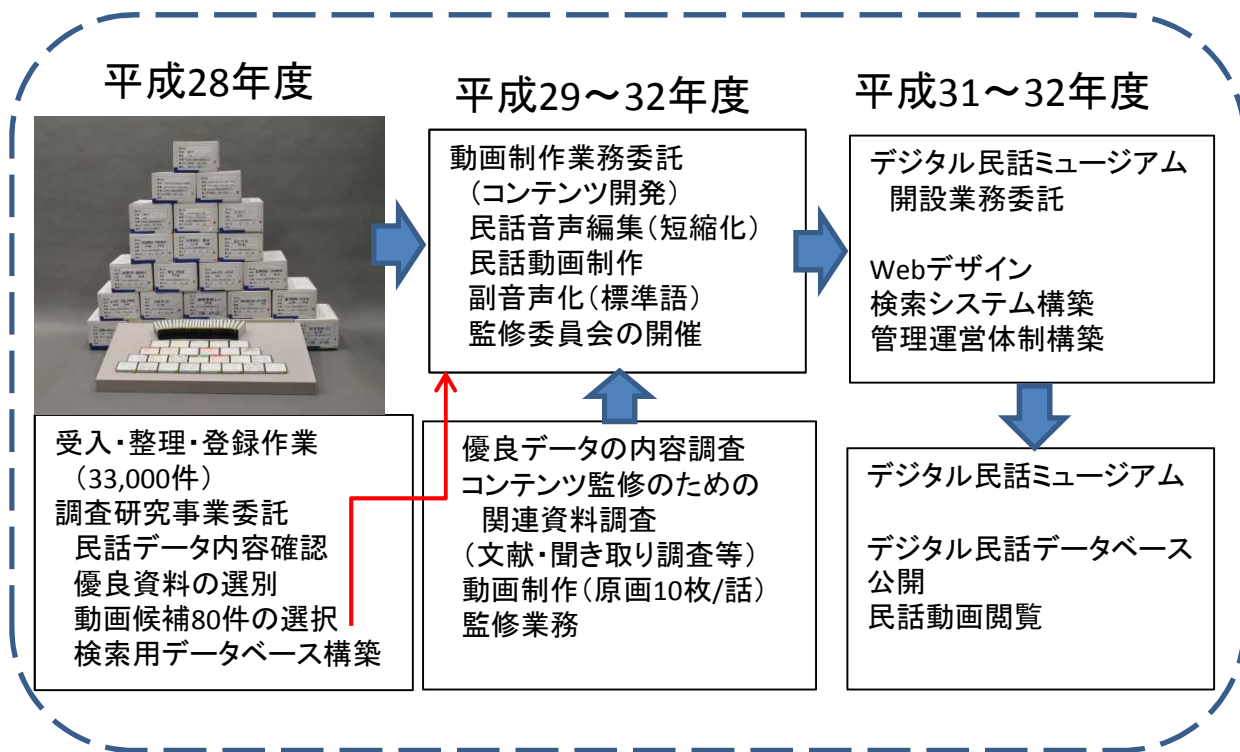 平成28年度
平成29～32年度
平成31～32年度
受入・整理・登録作業
（33,000件）
調査研究事業委託
民話データ内容確認
優良資料の選別
動画候補80件の選択
検索用データベース構築
動画制作業務委託
（コンテンツ開発）
民話音声編集（短縮化）
民話動画制作
副音声化（標準語）
監修委員会の開催
優良データの内容調査
コンテンツ監修のための
関連資料調査
（文献・聞き取り調査等）
動画制作（原画10枚/話）
監修業務
デジタル民話ミュージアム
開設業務委託
Webデザイン
検索システム構築
管理運営体制構築
デジタル民話ミュージアム
デジタル民話データベース
公開
民話動画閲覧